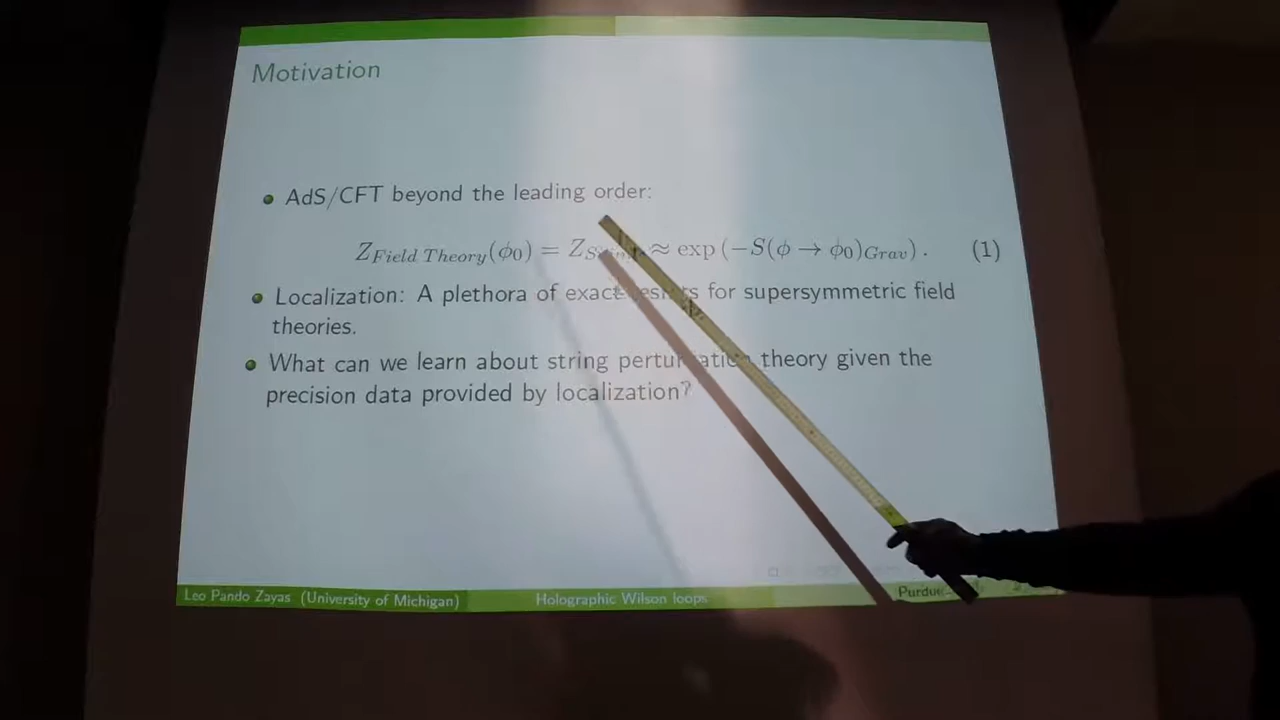 Motivation
AdS/CFT beyond the leading order:
Z_{Field Theory}(ϕ_0) = Z ≈ exp (−S(ϕ → ϕ_0)_{Grav}) . (1)
Localization: A plethora of exact for supersymmetric field
theories.
What can we learn about string theory given the
precision data provided by localization?
Leo Pando Zayas (University of Michigan) Holographic Wilson loops